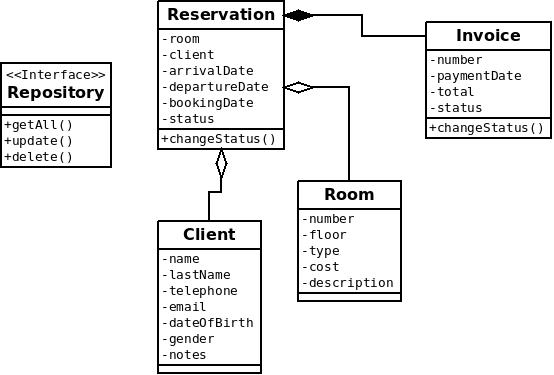 Reservation
-room
-client
-arrivalDate
-departureDate
-bookingDate
-status
+changeStatus()
Invoice
-number
-paymentDate
-total
-status
+changeStatus()
<<Interface>>
Repository
+getAll()
+update()
+delete()
Room
-number
-floor
-type
-cost
-description
Client
-name
-lastName
-telephone
-email
-dateOfBirth
-gender
-notes